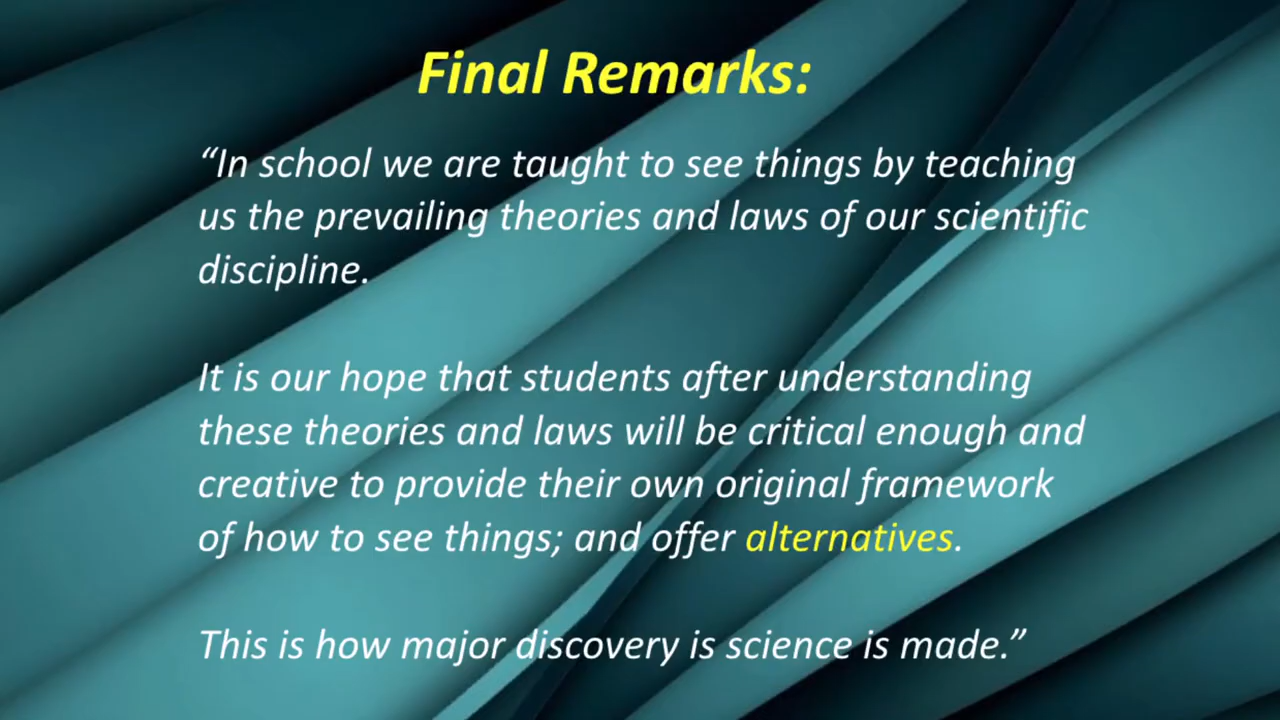 Final Remarks:
“In school we are taught to see things by teaching
us the prevailing theories and laws of our scientific
discipline.
It is our hope that students after understanding
these theories and laws will be critical enough and
creative to provide their own original framework
of how to see things; and offer alternatives.
This is how major discovery is science is made.”